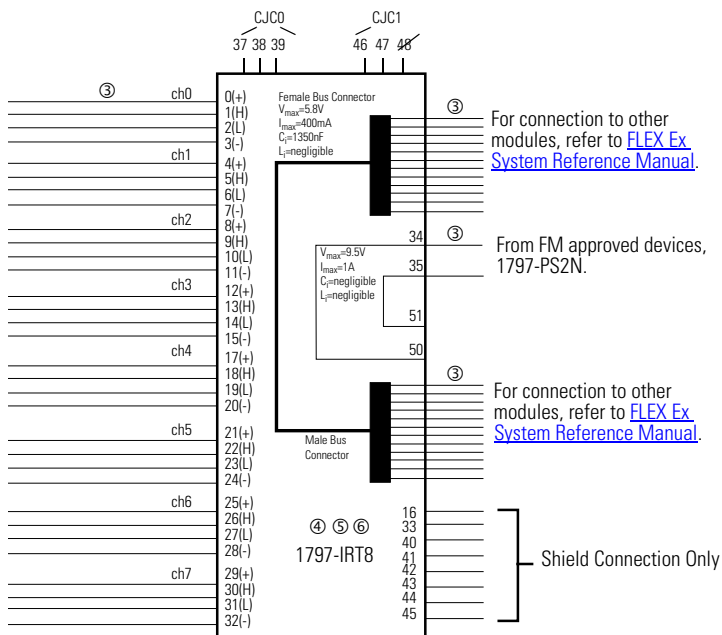 CJC0
CJC1
37 38 39
46 47 48
③
ch0
0(+)
1(H)
2(L)
3(-)
ch1
4(+)
5(H)
6(L)
7(-)
ch2
8(+)
9(H)
10(L)
11(-)
ch3
12(+)
13(H)
14(L)
15(-)
ch4
17(+)
18(H)
19(L)
20(-)
ch5
21(+)
22(H)
23(L)
24(-)
ch6
25(+)
26(H)
27(L)
28(-)
ch7
29(+)
30(H)
31(L)
32(-)
Female Bus Connector
Vmax=5.8V
Imax=400mA
Ci=1350nF
Li=negligible
③
For connection to other
modules, refer to FLEX Ex
System Reference Manual.
34
③
From FM approved devices,
1797-PS2N.
Vmax=9.5V
Imax=1A
Ci=negligible
Li=negligible
35
51
50
③
For connection to other
modules, refer to FLEX Ex
System Reference Manual.
Male Bus
Connector
④ ⑤ ⑥
1797-IRT8
16
33
40
41
42
43
44
45
Shield Connection Only